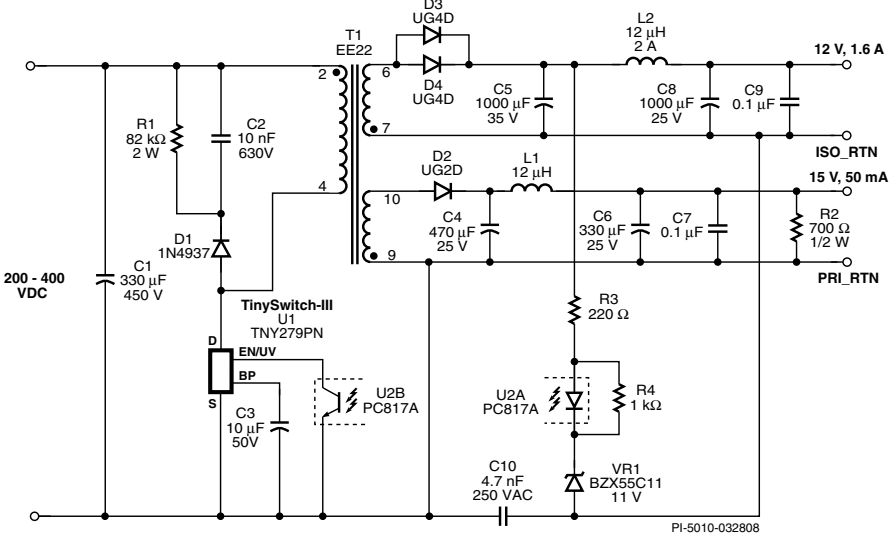 D3
UG4D
L2
12 µH
2 A
12 V, 1.6 A
T1
EE22
2
6
D4
UG4D
C5
1000 µF
35 V
C8
1000 µF
25 V
C9
0.1 µF
R1
82 kΩ
2 W
C2
10 nF
630V
7
ISO_RTN
D2
UG2D
L1
12 µH
15 V, 50 mA
4
10
C4
470 µF
25 V
C6
330 µF
25 V
C7
0.1 µF
R2
700 Ω
1/2 W
D1
1N4937
9
PRI_RTN
200 - 400
VDC
C1
330 µF
450 V
TinySwitch-III
U1
TNY279PN
R3
220 Ω
D
EN/UV
BP
S
U2B
PC817A
U2A
PC817A
R4
1 kΩ
C3
10 µF
50V
C10
4.7 nF
250 VAC
VR1
BZX55C11
11 V
PI-5010-032808